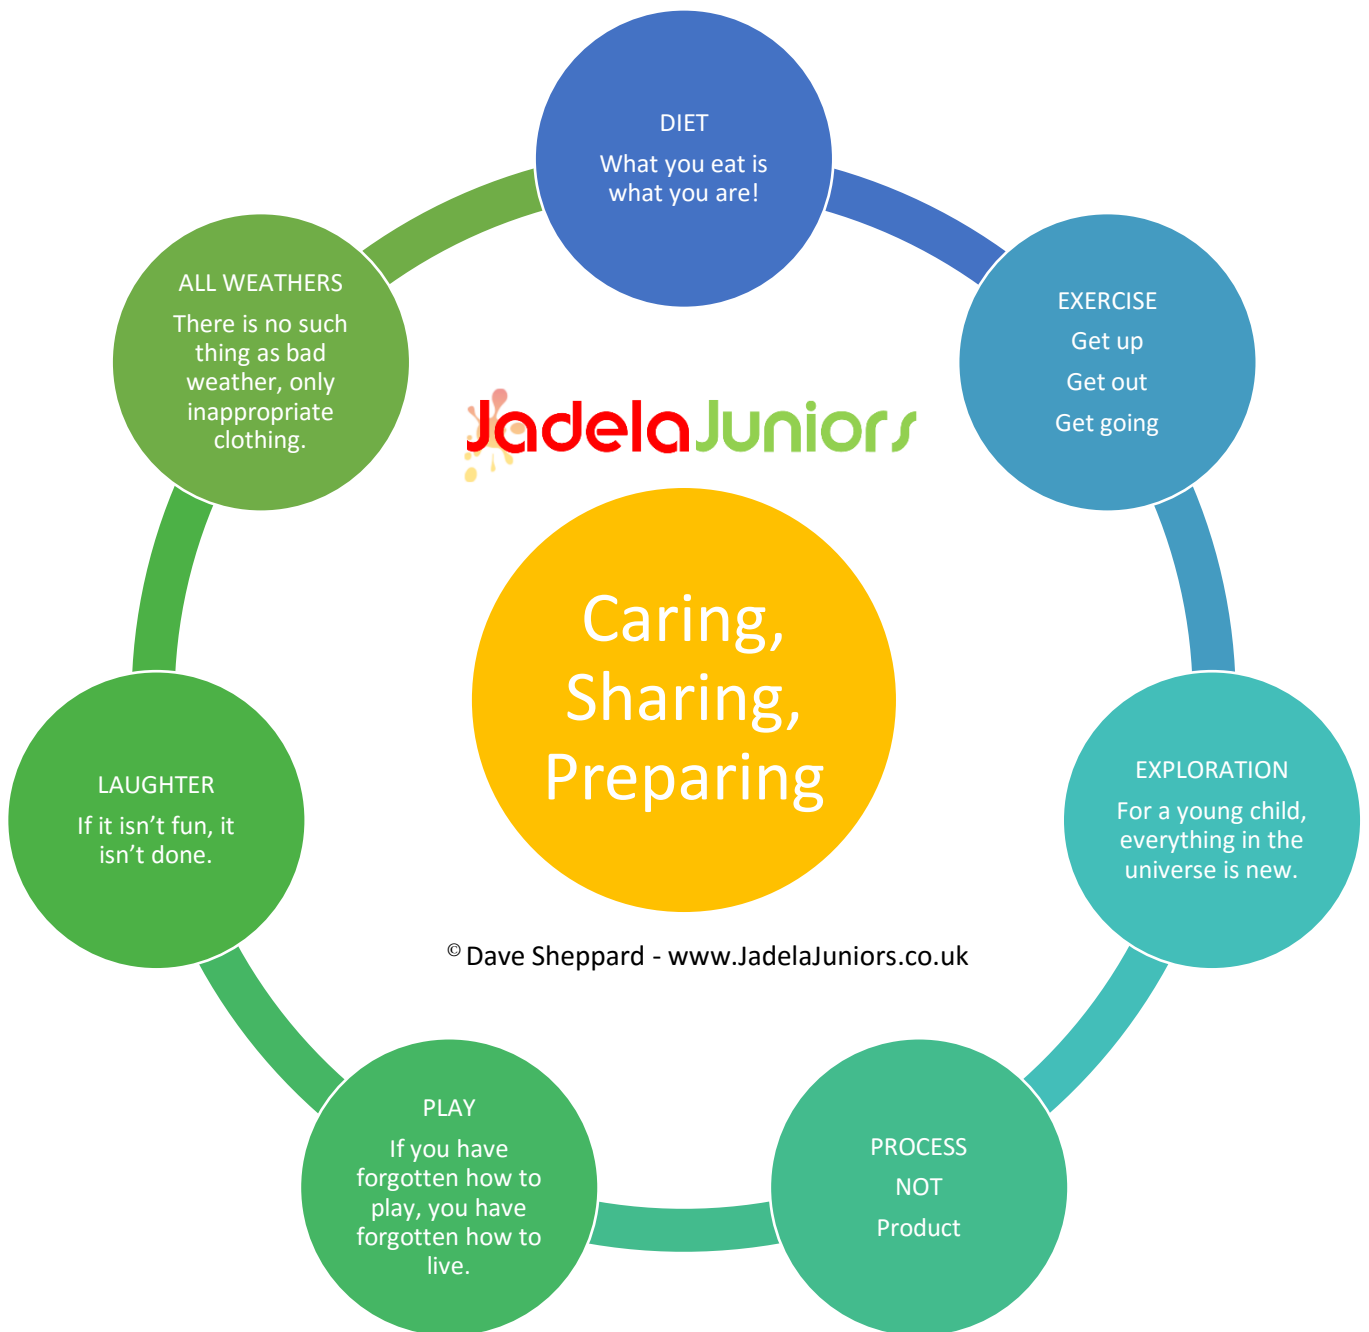 DIET
What you eat is
what you are!
EXERCISE
Get up
Get out
Get going
EXPLORATION
For a young child,
everything in the
universe is new.
PROCESS
NOT
Product
PLAY
If you have
forgotten how to
play, you have
forgotten how to
live.
LAUGHTER
If it isn’t fun, it
isn’t done.
ALL WEATHERS
There is no such
thing as bad
weather, only
inappropriate
clothing.
JadelaJuniors
Caring,
Sharing,
Preparing
© Dave Sheppard - www.JadelaJuniors.co.uk